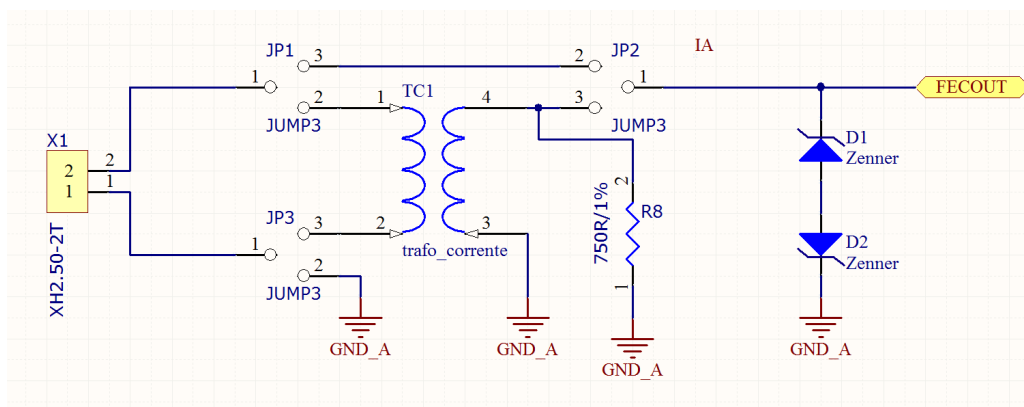 JP1
3
2
JP2
IA
1
1
FECOUT
2
1
TC1
4
3
JUMP3
JUMP3
X1
2
2
1
1
D1
Zenner
2
750R/1%
R8
1
JP3
3
2
3
trafo_corrente
1
2
JUMP3
D2
Zenner
XH2.50-2T
GND_A
GND_A
GND_A
GND_A